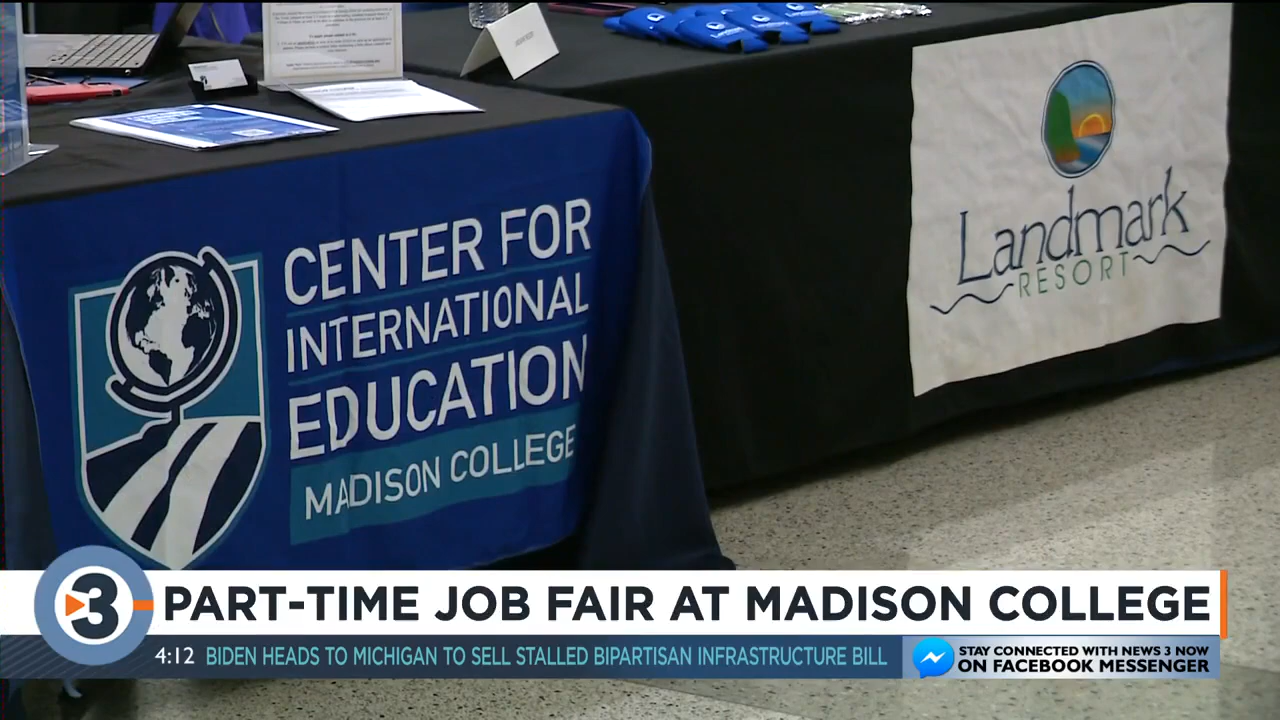 CENTER FOR
INTERNATIONAL
EDUCATION
MADISON COLLEGE
Landmark
RESORT
3 PART-TIME JOB FAIR AT MADISON COLLEGE
4:12 BIDEN HEADS TO MICHIGAN TO SELL STALLED BIPARTISAN INFRASTRUCTURE BILL
STAY CONNECTED WITH NEWS 3 NOW
ON FACEBOOK MESSENGER